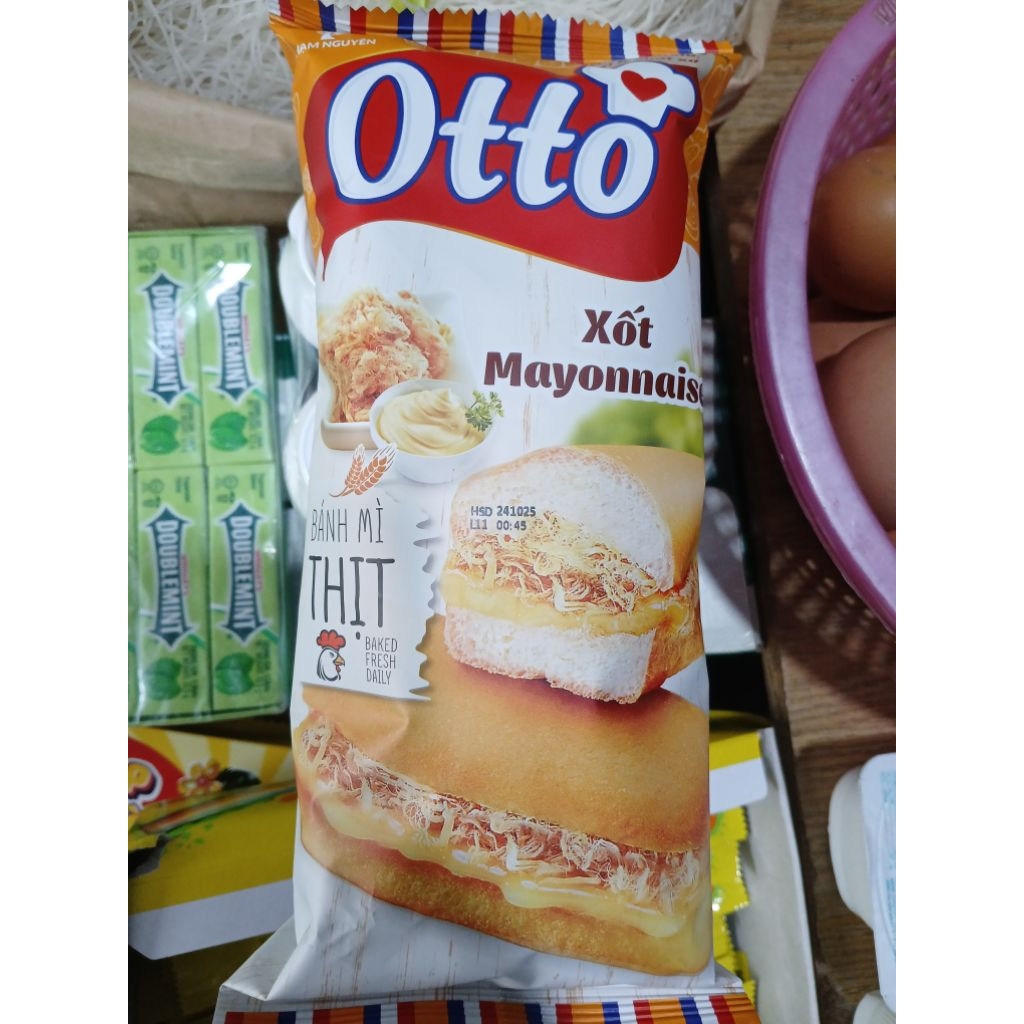 Otto
Xốt
Mayonnaise
HSD 241025
L11 00:45
BÁNH MÌ
THỊT
BAKED
FRESH
DAILY
DOUBLEMINT
DOUBLEMINT
DOUBLEMINT
DOUBLEMINT